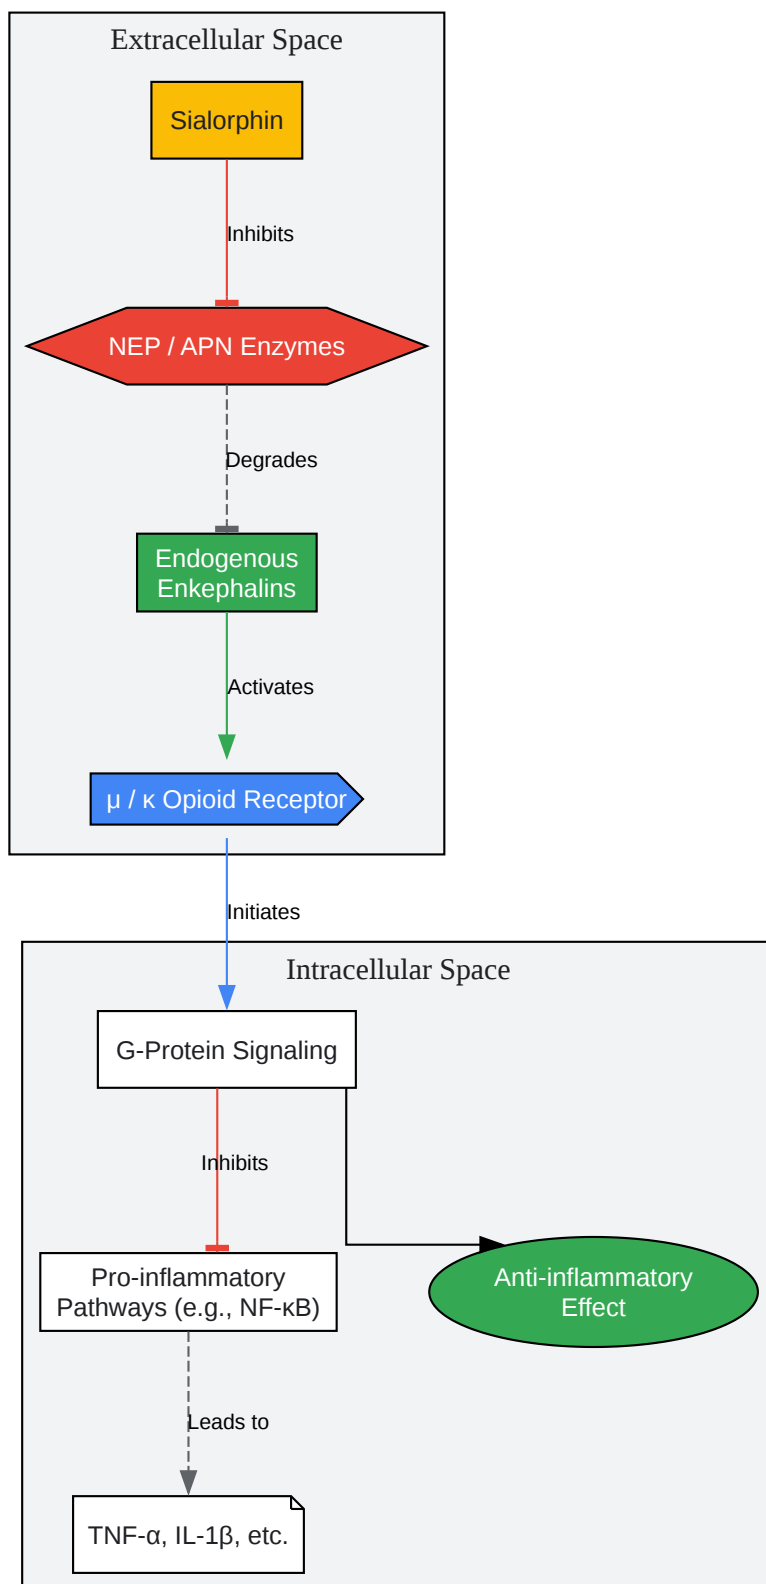 Extracellular Space
Sialorphin
Inhibits
NEP / APN Enzymes
Degrades
Endogenous
Enkephalins
Activates
μ / κ Opioid Receptor
Initiates
Intracellular Space
G-Protein Signaling
Inhibits
Pro-inflammatory
Pathways (e.g., NF-κB)
Anti-inflammatory
Effect
Leads to
TNF-α, IL-1β, etc.